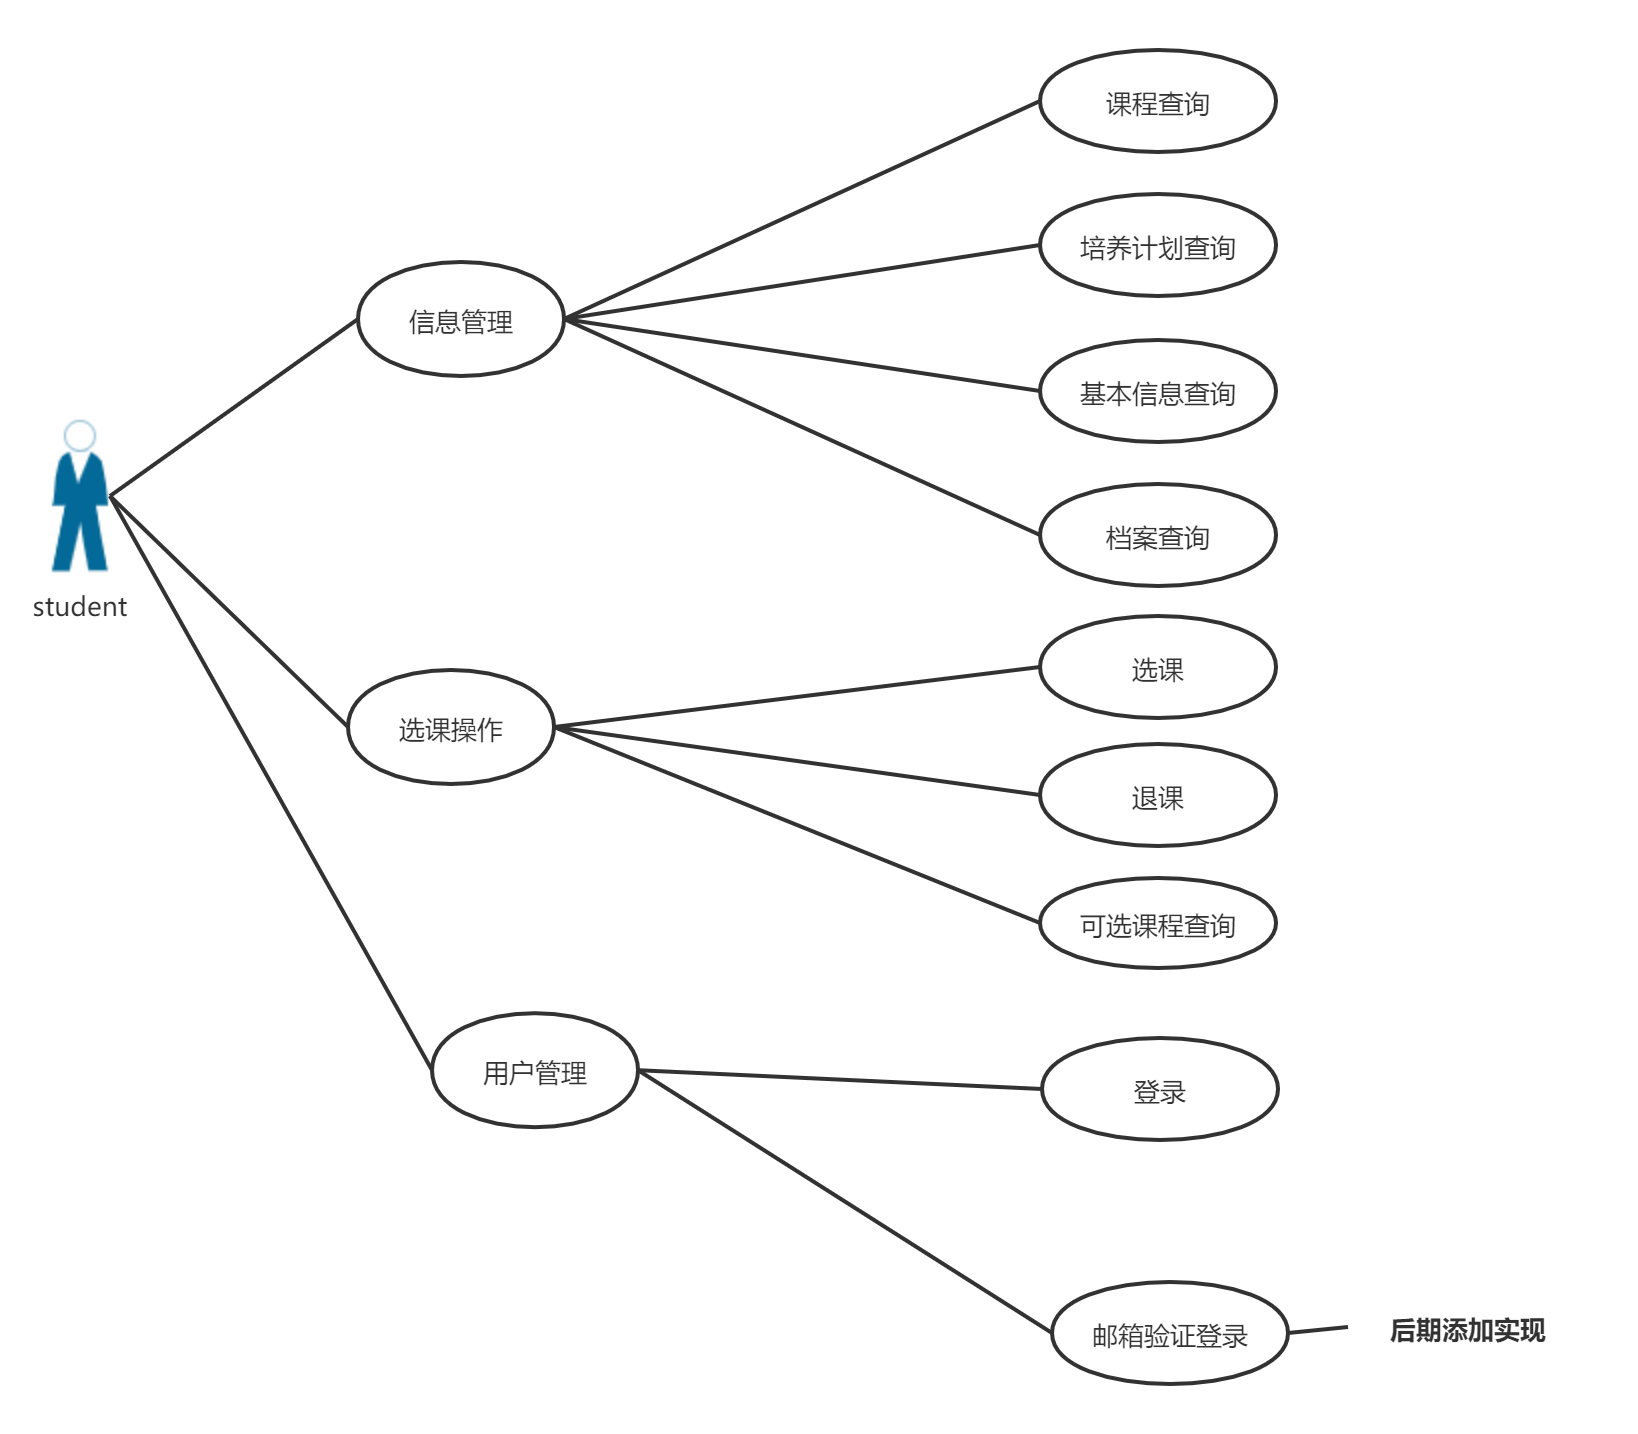 课程查询
培养计划查询
信息管理
基本信息查询
档案查询
student
选课
选课操作
退课
可选课程查询
用户管理
登录
邮箱验证登录
后期添加实现